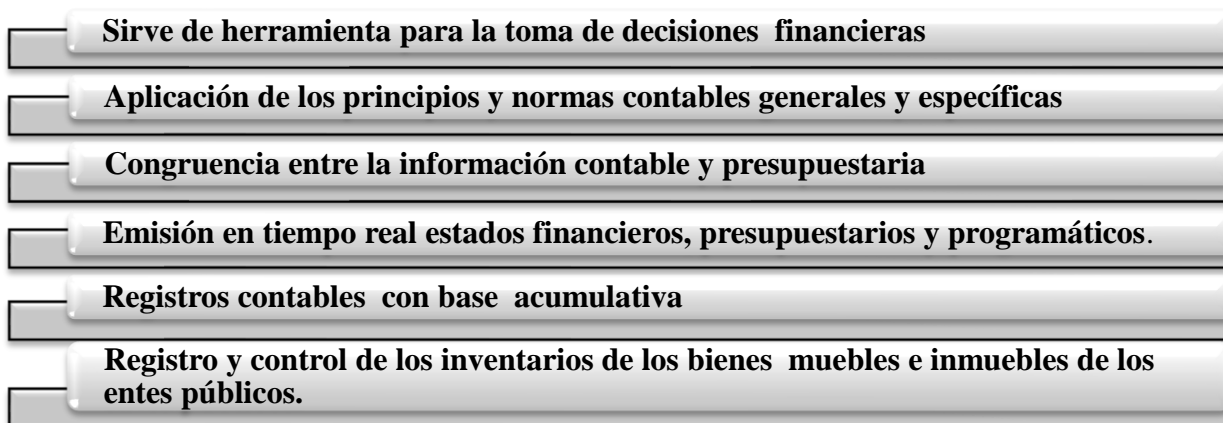 Sirve de herramienta para la toma de decisiones financieras
Aplicación de los principios y normas contables generales y específicas
Congruencia entre la información contable y presupuestaria
Emisión en tiempo real estados financieros, presupuestarios y programáticos.
Registros contables con base acumulativa
Registro y control de los inventarios de los bienes muebles e inmuebles de los
entes públicos.